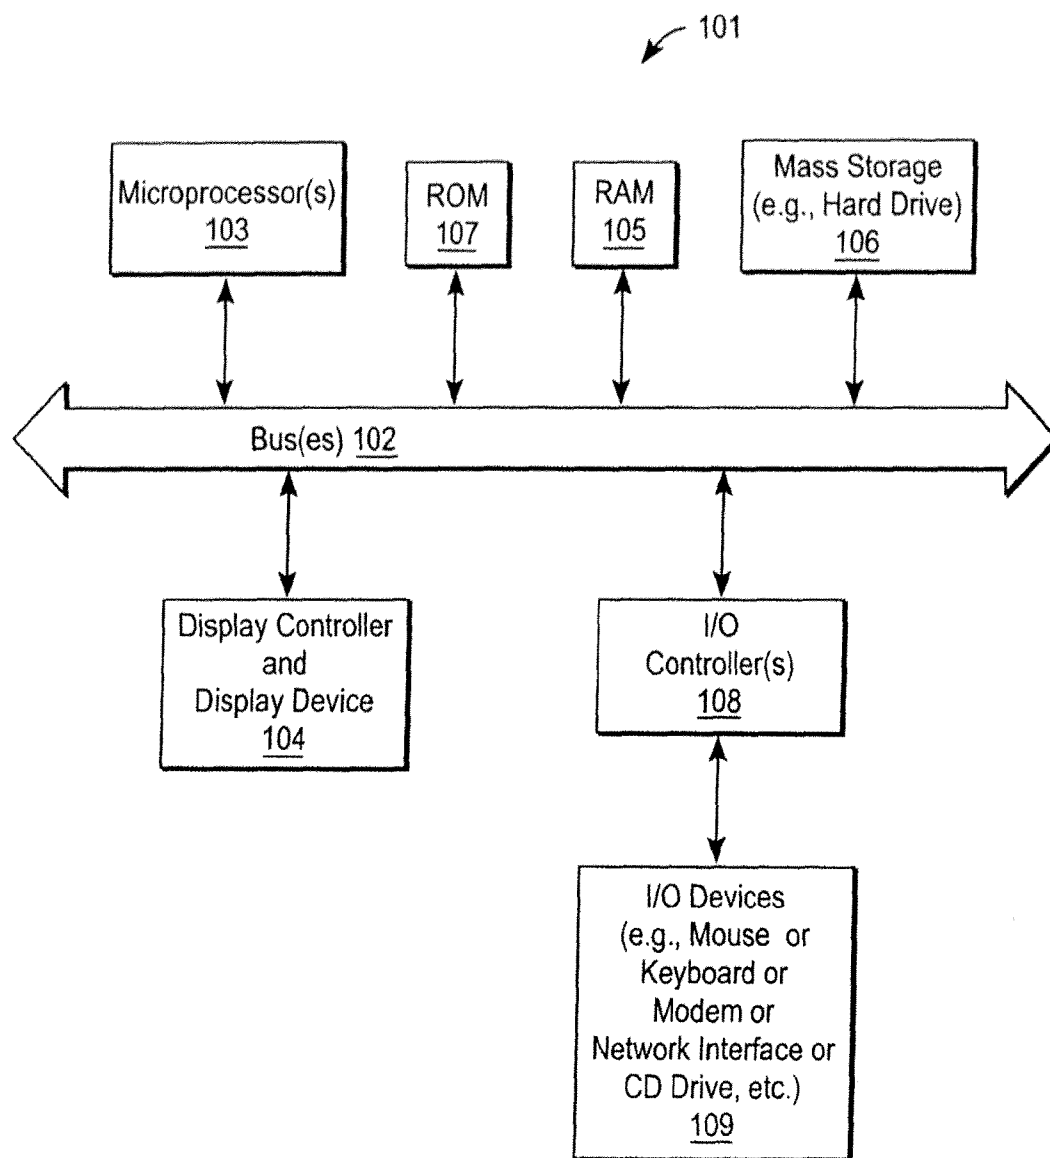 101
Microprocessor(s)
103
ROM
107
RAM
105
Mass Storage
(e.g., Hard Drive)
106
Bus(es) 102
Display Controller
and
Display Device
104
I/O
Controller(s)
108
I/O Devices
(e.g., Mouse or
Keyboard or
Modem or
Network Interface or
CD Drive, etc.)
109